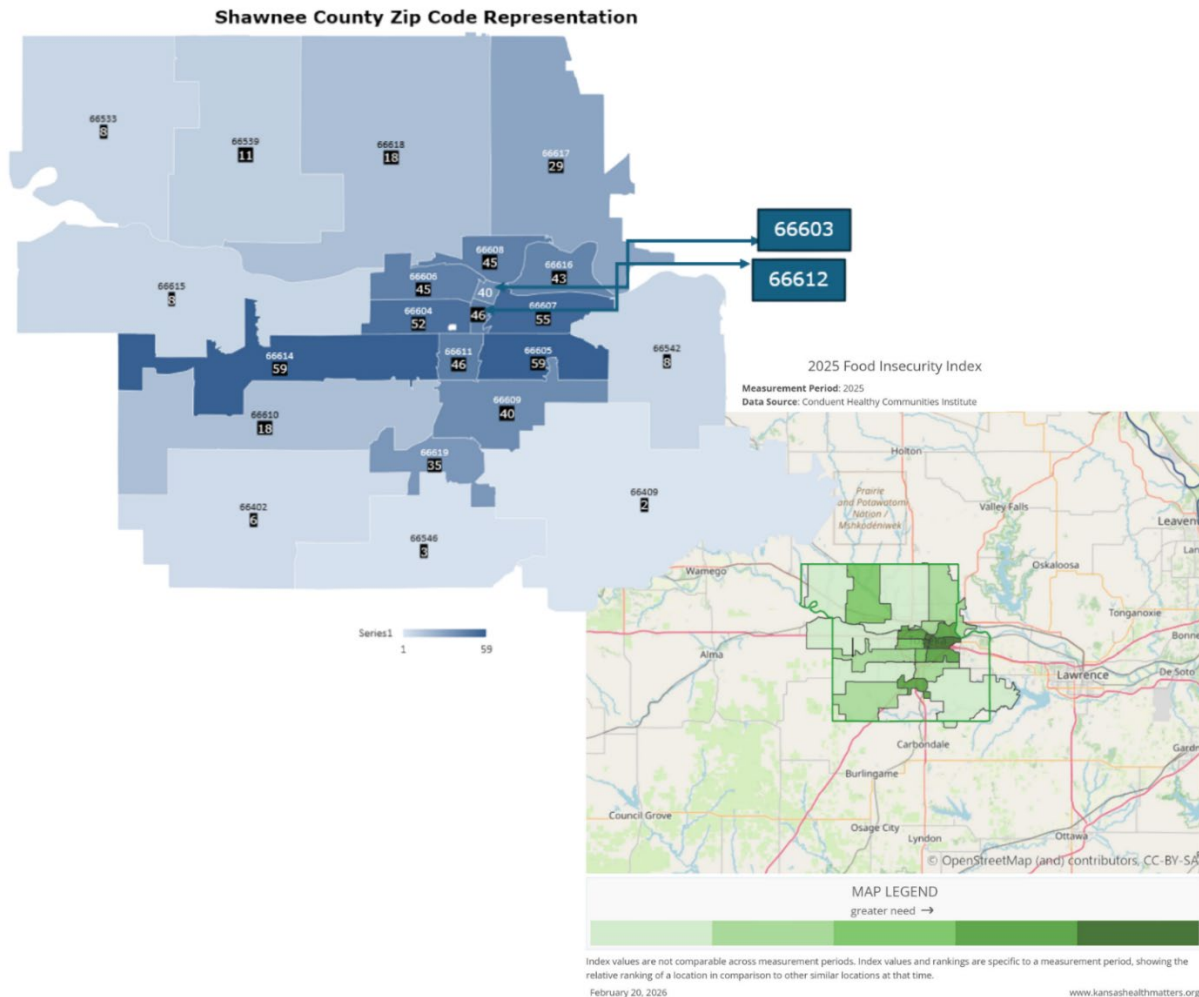 Shawnee County Zip Code Representation
66533
8
66539
11
66618
18
66617
29
66603
66612
66608
45
66616
43
66606
45
40
66615
8
66604
52
46
66607
55
66614
59
66611
46
66605
59
66542
8
66610
18
66609
40
66619
35
66402
6
66546
3
66409
2
Series1
1 59
2025 Food Insecurity Index
Measurement Period: 2025
Data Source: Conduent Healthy Communities Institute
Holton
Prairie
and Potawatomi
Nation /
Mshkodéniwek
Valley Falls
Leaven
Lan
Oskaloosa
Wamego
Tonganoxie
Bonne
Alma
Lawrence
De Soto
Carbondale
Gardn
Burlingame
Council Grove
Osage City
Lyndon
Ottawa
© OpenStreetMap (and) contributors, CC-BY-SA
MAP LEGEND
greater need →
Index values are not comparable across measurement periods. Index values and rankings are specific to a measurement period, showing the
relative ranking of a location in comparison to other similar locations at that time.
February 20, 2026 www.kansashealthmatters.org